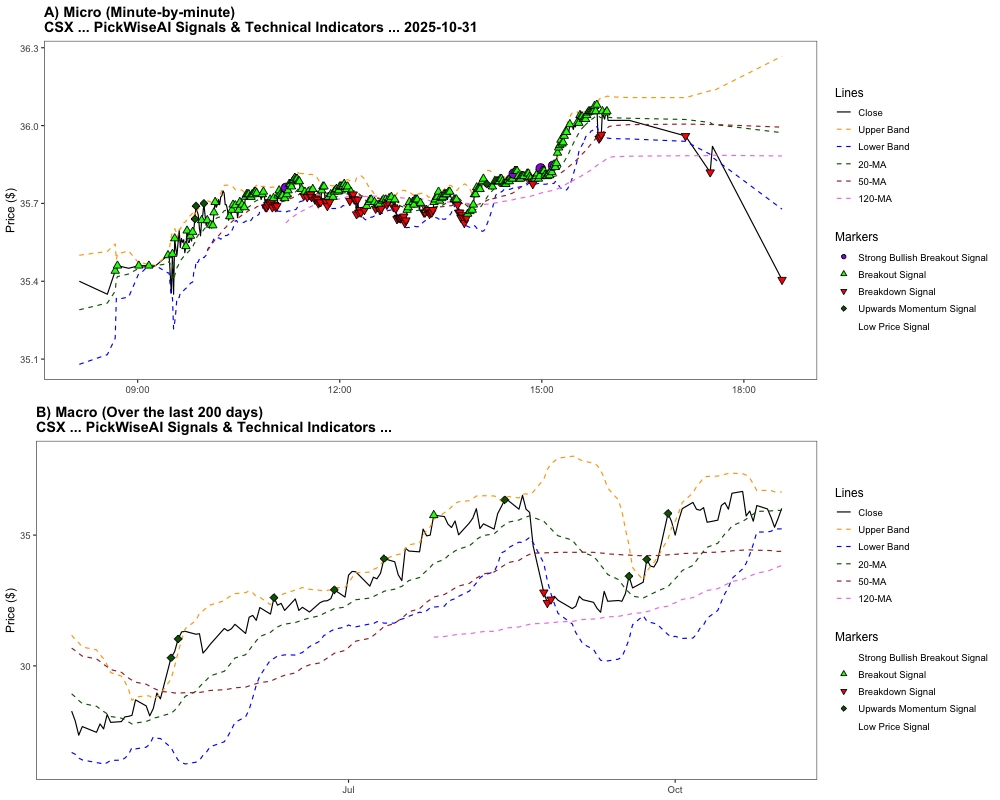 A) Micro (Minute-by-minute)
CSX ... PickWiseAI Signals & Technical Indicators ... 2025-10-31
36.3
36.0
35.7
35.4
35.1
Price ($)
09:00
12:00
15:00
18:00
Lines
Close
Upper Band
Lower Band
20-MA
50-MA
120-MA
Markers
Strong Bullish Breakout Signal
Breakout Signal
Breakdown Signal
Upwards Momentum Signal
Low Price Signal
B) Macro (Over the last 200 days)
CSX ... PickWiseAI Signals & Technical Indicators ...
35
30
Price ($)
Jul
Oct
Lines
Close
Upper Band
Lower Band
20-MA
50-MA
120-MA
Markers
Strong Bullish Breakout Signal
Breakout Signal
Breakdown Signal
Upwards Momentum Signal
Low Price Signal